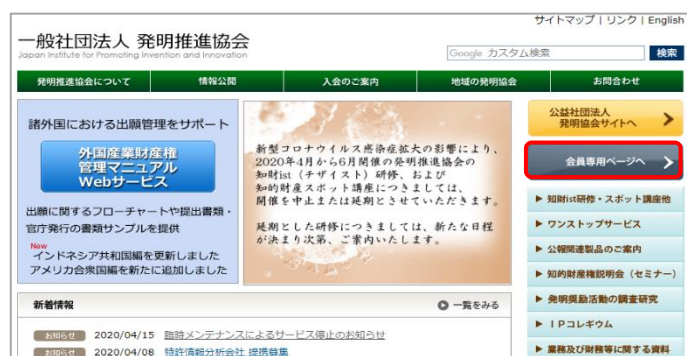 サイトマップ | リンク | English
一般社団法人 発明推進協会
Japan Institute for Promoting Invention and Innovation
Google カスタム検索
検索
発明推進協会について
情報公開
入会のご案内
地域の発明協会
お問合わせ
諸外国における出願管理をサポート
外国産業財産権
管理マニュアル
Webサービス
出願に関するフローチャートや提出書類・
官庁発行の書類サンプルを提供
New
インドネシア共和国編を更新しました
アメリカ合衆国編を新たに追加しました
新型コロナウイルス感染症拡大の影響により、
2020年4月から6月開催の発明推進協会の
知財ist(チザイスト)研修、および
知的財産スポット講座につきましては、
開催を中止または延期とさせていただきます。
延期とした研修につきましては、新たな日程
が決まり次第、ご案内いたします。
公益社団法人
発明協会サイトへ
会員専用ページへ
知財ist研修・スポット講座他
ワンストップサービス
公報関連製品のご案内
知的財産権説明会(セミナー)
発明奨励活動の調査研究
IPコレギウム
業務及び財務等に関する資料
新着情報
一覧をみる
お知らせ 2020/04/15 臨時メンテナンスによるサービス停止のお知らせ
お知らせ 2020/04/08 特許情報分析会社 提携募集